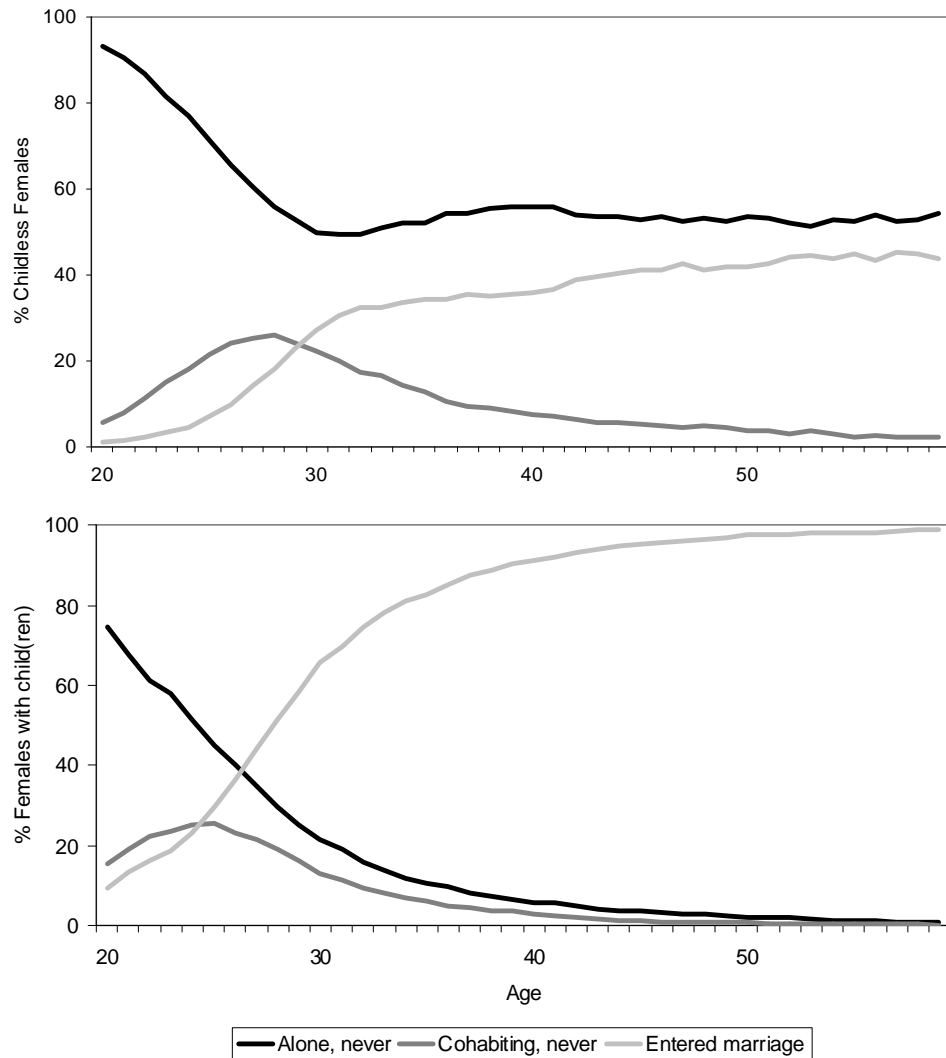 100
80
60
40
20
0
% Childless Females
20 30 40 50
100
80
60
40
20
0
% Females with child(ren)
20 30 40 50
Age
Alone, never Cohabiting, never Entered marriage